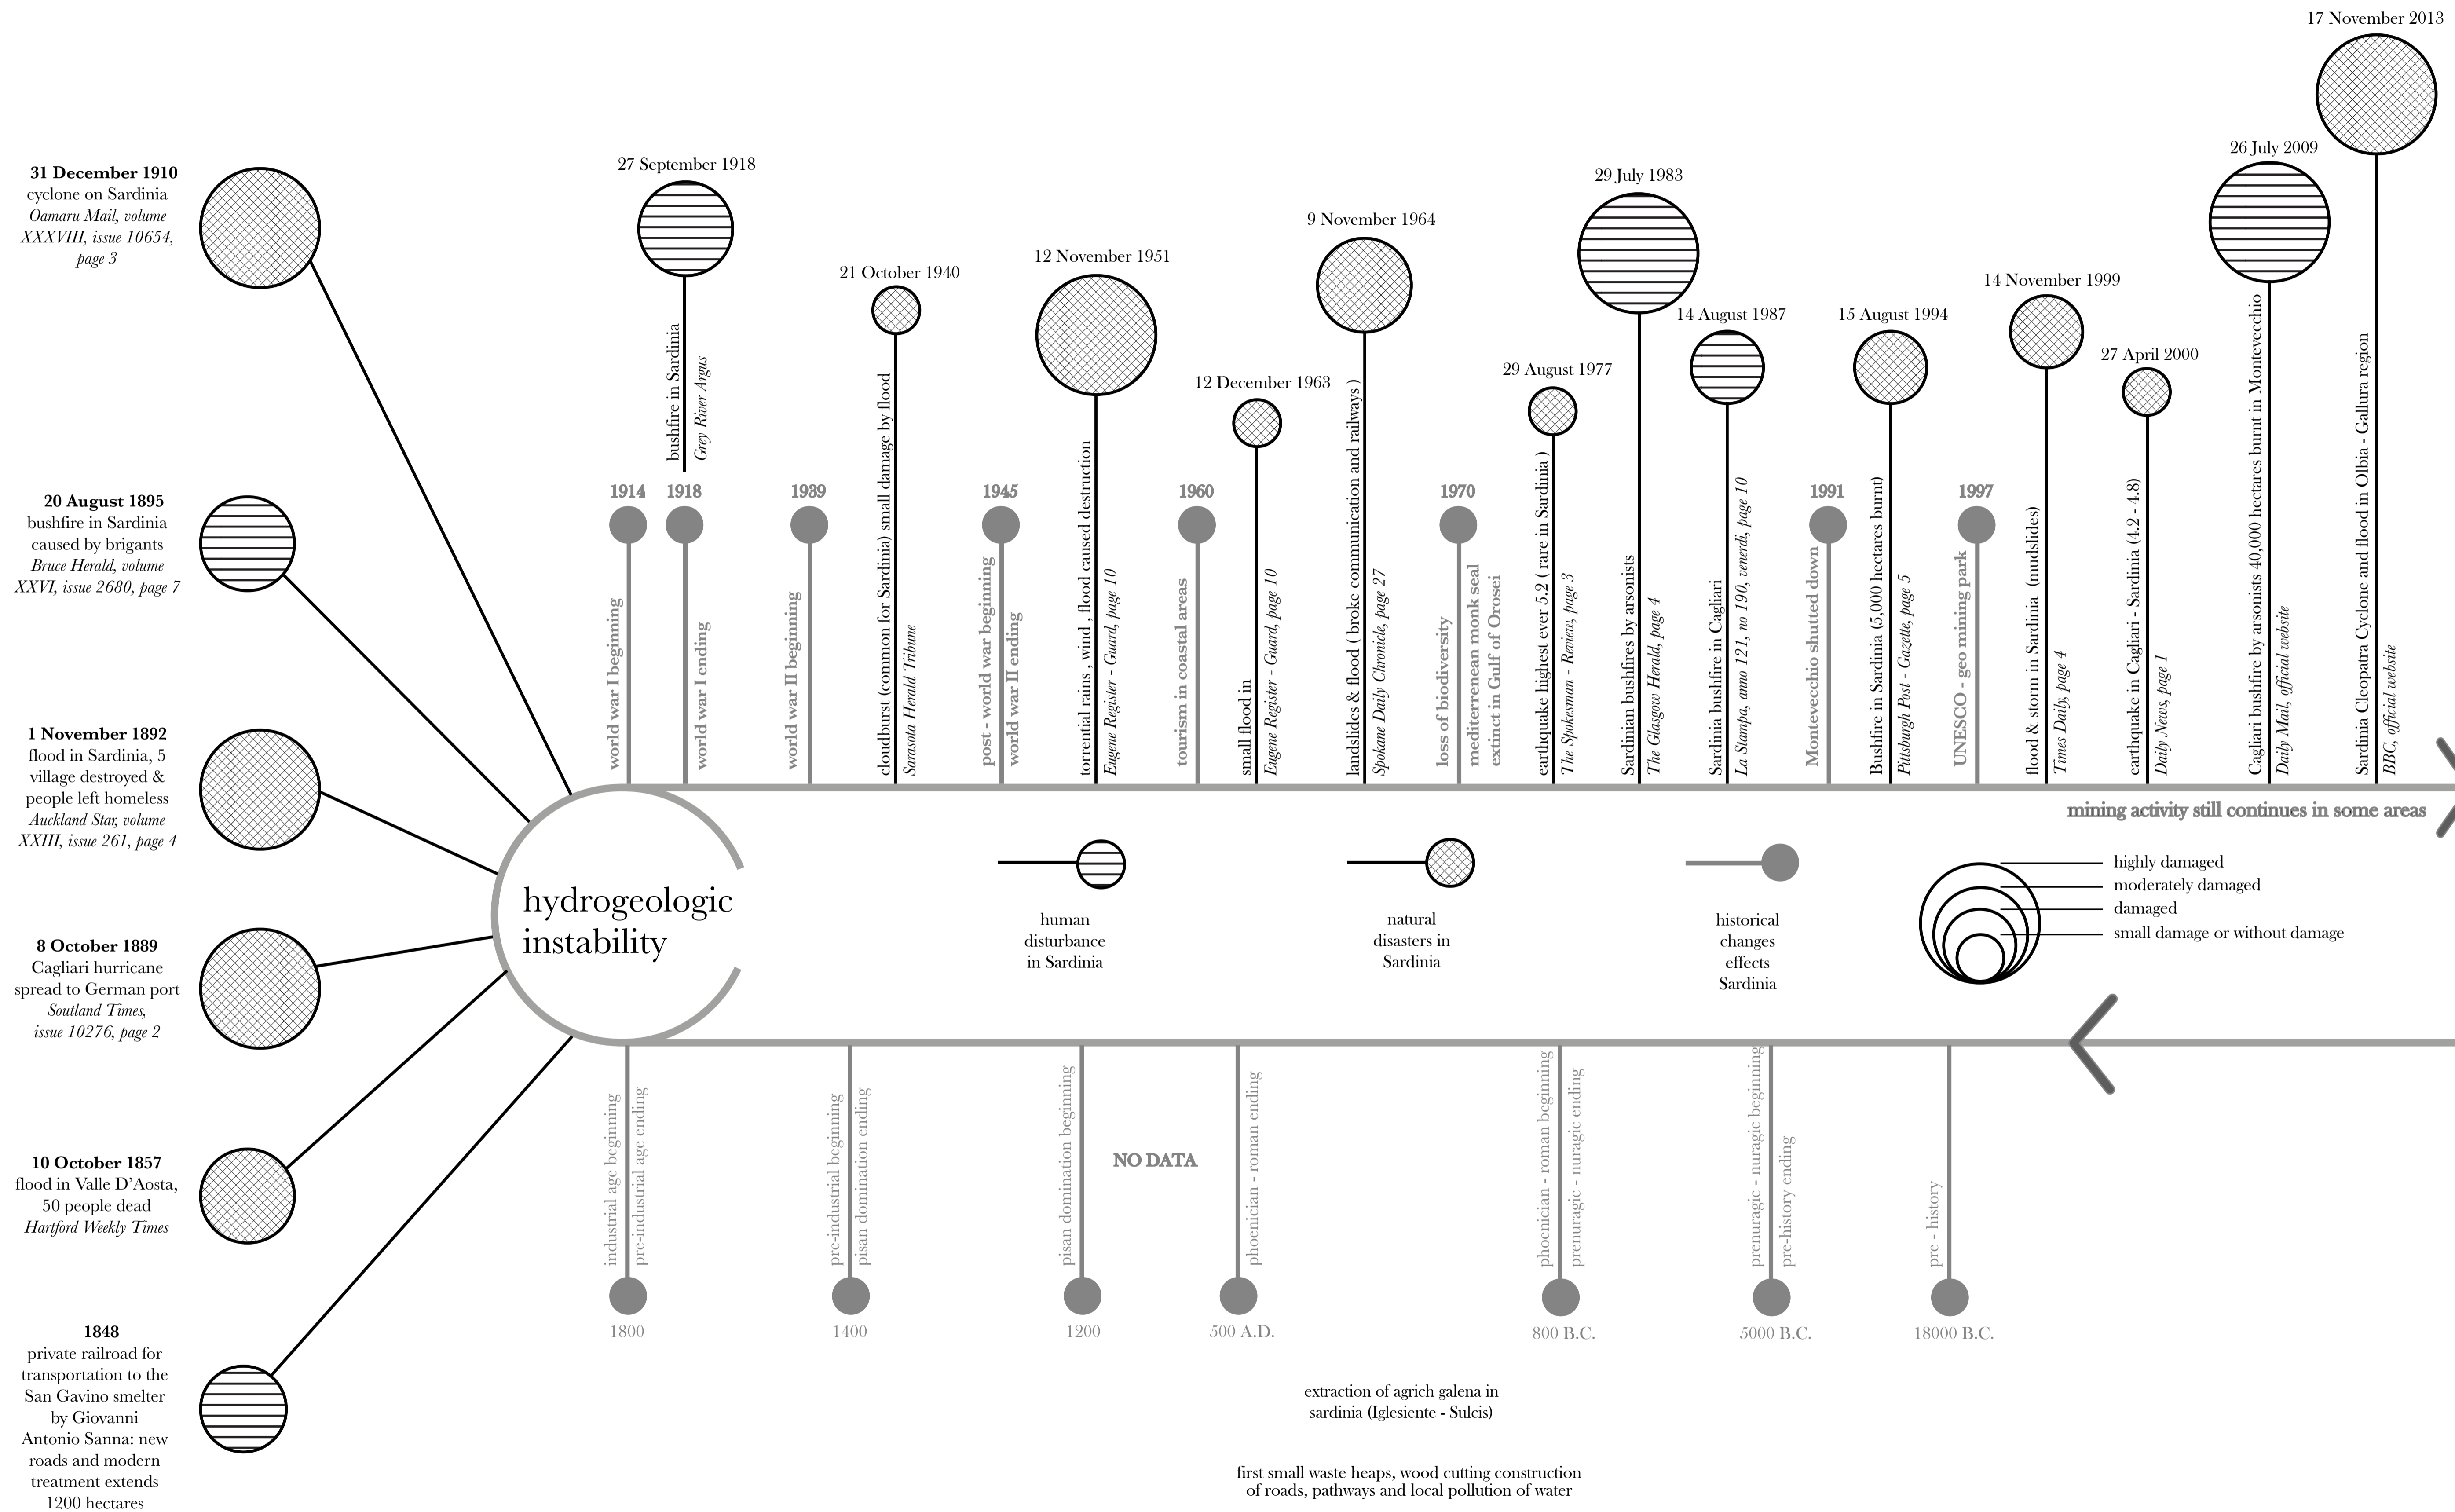 17 November 2013
31 December 1910
cyclone on Sardinia
Oamaru Mail, volume
XXXVIII, issue 10654,
page 3
20 August 1895
bushfire in Sardinia
caused by brigants
Bruce Herald, volume
XXVI, issue 2680, page 7
1 November 1892
flood in Sardinia, 5
village destroyed &
people left homeless
Auckland Star, volume
XXIII, issue 261, page 4
8 October 1889
Cagliari hurricane
spread to German port
Soutland Times,
issue 10276, page 2
10 October 1857
flood in Valle D'Aosta,
50 people dead
Hartford Weekly Times
1848
private railroad for
transportation to the
San Gavino smelter
by Giovanni
Antonio Sanna: new
roads and modern
treatment extends
1200 hectares
hydrogeologic
instability
1914
world war I beginning
27 September 1918
bushfire in Sardinia
Grey River Argus
1918
world war I ending
1939
world war II beginning
21 October 1940
cloudburst (common for Sardinia) small damage by flood
Sarasota Herald Tribune
1945
post - world war beginning
world war II ending
12 November 1951
torrential rains , wind , flood caused destruction
Eugene Register - Guard, page 10
1960
tourism in coastal areas
12 December 1963
small flood in
Eugene Register - Guard, page 10
9 November 1964
landslides & flood ( broke communication and railways )
Spokane Daily Chronicle, page 27
1970
loss of biodiversity
mediterrenean monk seal
extinct in Gulf of Orosei
29 August 1977
earthquake highest ever 5.2 ( rare in Sardinia )
The Spokesman - Review, page 3
29 July 1983
Sardinian bushfires by arsonists
The Glasgow Herald, page 4
14 August 1987
Sardinia bushfire in Cagliari
La Stampa, anno 121, no 190, venerdi, page 10
1991
Montevecchio shutted down
15 August 1994
Bushfire in Sardinia (5,000 hectares burnt)
Pittsburgh Post - Gazette, page 5
1997
UNESCO - geo mining park
14 November 1999
flood & storm in Sardinia (mudslides)
Times Daily, page 4
27 April 2000
earthquake in Cagliari - Sardinia (4.2 - 4.8)
Daily News, page 1
26 July 2009
Cagliari bushfire by arsonists 40,000 hectares burnt in Montevecchio
Daily Mail, official website
Sardinia Cleopatra Cyclone and flood in Olbia - Gallura region
BBC, official website
mining activity still continues in some areas
human
disturbance
in Sardinia
natural
disasters in
Sardinia
historical
changes
effects
Sardinia
highly damaged
moderately damaged
damaged
small damage or without damage
industrial age beginning
pre-industrial age ending
1800
pre-industrial beginning
pisan domination ending
1400
pisan domination beginning
1200
NO DATA
phoenician - roman ending
500 A.D.
phoenician - roman beginning
prenuragic - nuragic ending
800 B.C.
prenuragic - nuragic beginning
pre-history ending
5000 B.C.
pre - history
18000 B.C.
extraction of agrich galena in
sardinia (Iglesiente - Sulcis)
first small waste heaps, wood cutting construction
of roads, pathways and local pollution of water